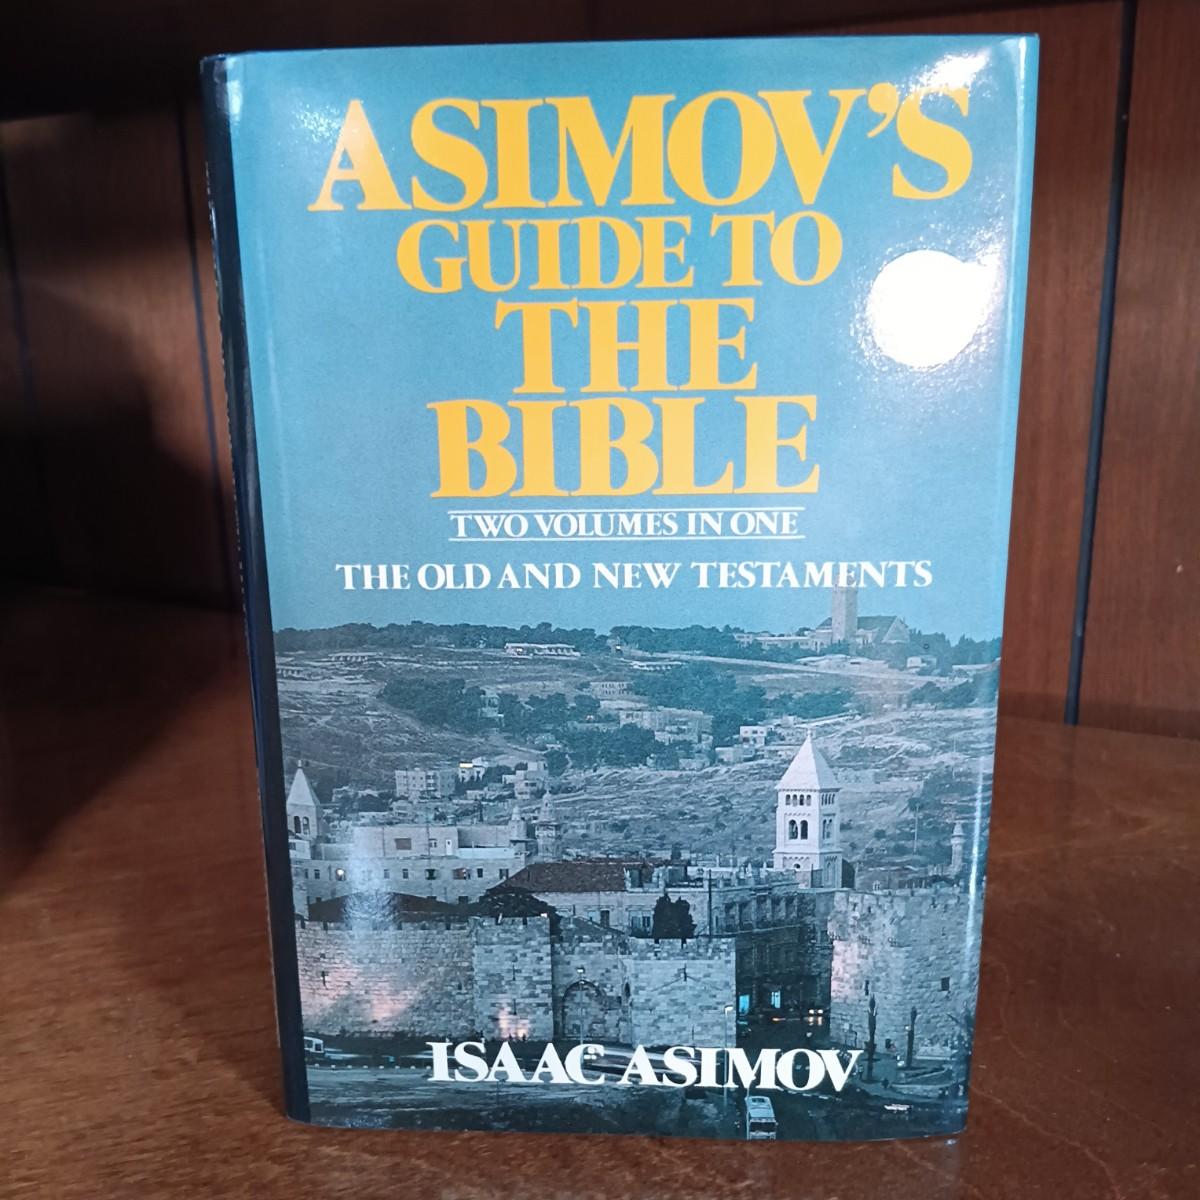 ASIMOV'S
GUIDE TO
THE
BIBLE
TWO VOLUMES IN ONE
THE OLD AND NEW TESTAMENTS
ISAAC ASIMOV